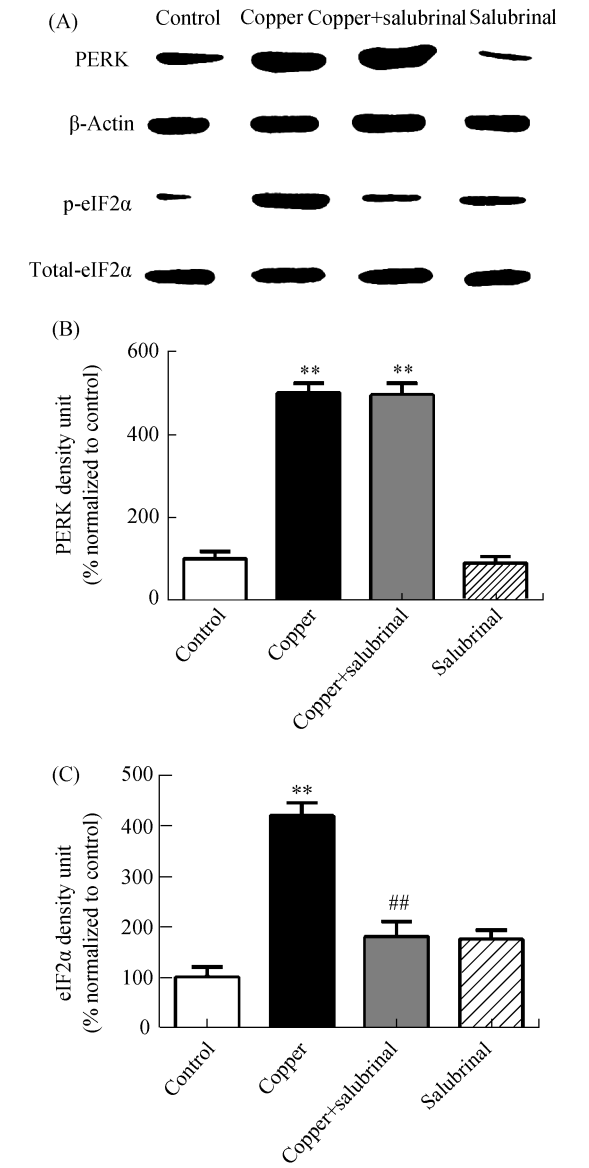 (A)
Control Copper Copper+salubrinal Salubrinal
PERK
β-Actin
p-eIF2α
Total-eIF2α
(B)
PERK density unit
(% normalized to control)
600
400
200
0
** **
Control
Copper
Copper+salubrinal
Salubrinal
(C)
eIF2α density unit
(% normalized to control)
500
400
300
200
100
0
**
##
Control
Copper
Copper+salubrinal
Salubrinal